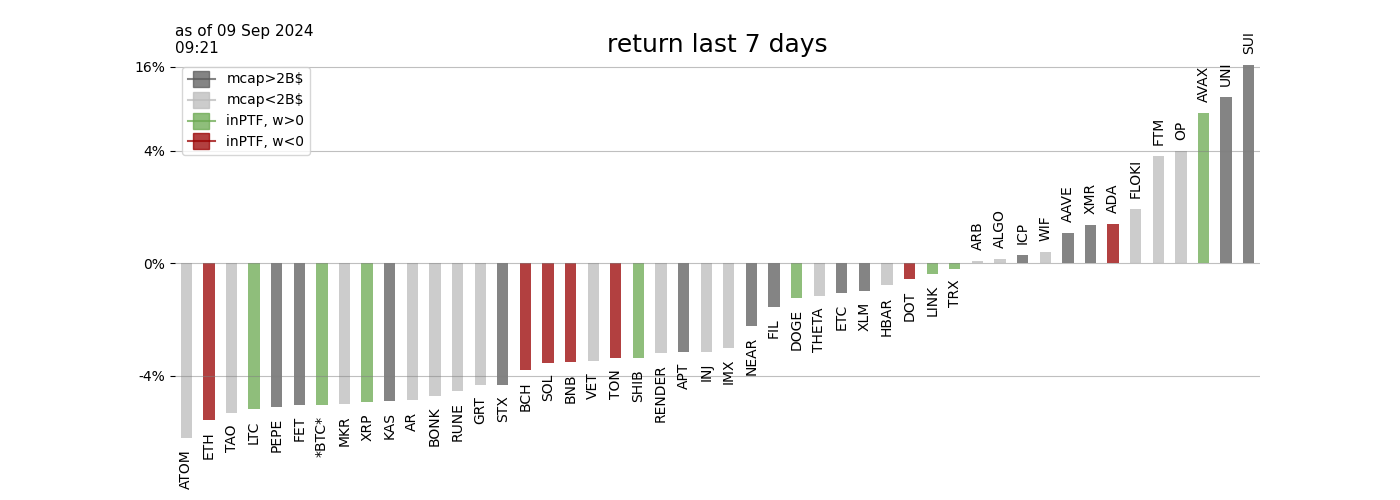 as of 09 Sep 2024
09:21
return last 7 days
mcap>2B$
mcap<2B$
inPTF, w>0
inPTF, w<0
16%
4%
0%
-4%
ATOM
ETH
TAO
LTC
PEPE
FET
*BTC*
MKR
XRP
KAS
AR
BONK
RUNE
GRT
STX
BCH
SOL
BNB
VET
TON
SHIB
RENDER
APT
INJ
IMX
NEAR
FIL
DOGE
THETA
ETC
XLM
HBAR
DOT
LINK
TRX
ARB
ALGO
ICP
WIF
AAVE
XMR
ADA
FLOKI
FTM
OP
AVAX
UNI
SUI